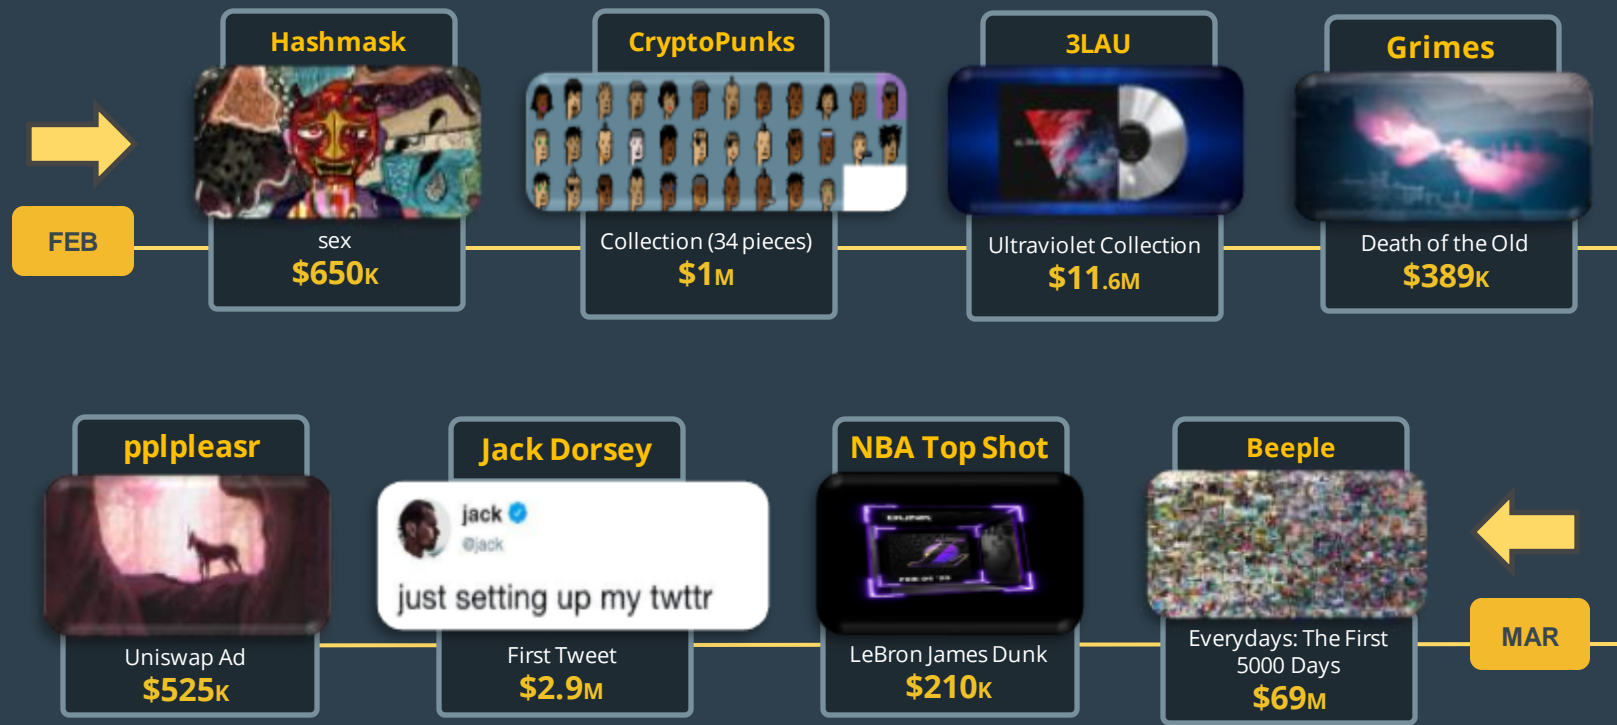 Hashmask
CryptoPunks
3LAU
Grimes
FEB
sex
$650K
Collection (34 pieces)
$1M
Ultraviolet Collection
$11.6M
Death of the Old
$389K
pplpleasr
Jack Dorsey
NBA Top Shot
Beeple
jack
@jack
just setting up my twttr
DUNK
MAR
Uniswap Ad
$525K
First Tweet
$2.9M
LeBron James Dunk
$210K
Everydays: The First
5000 Days
$69M